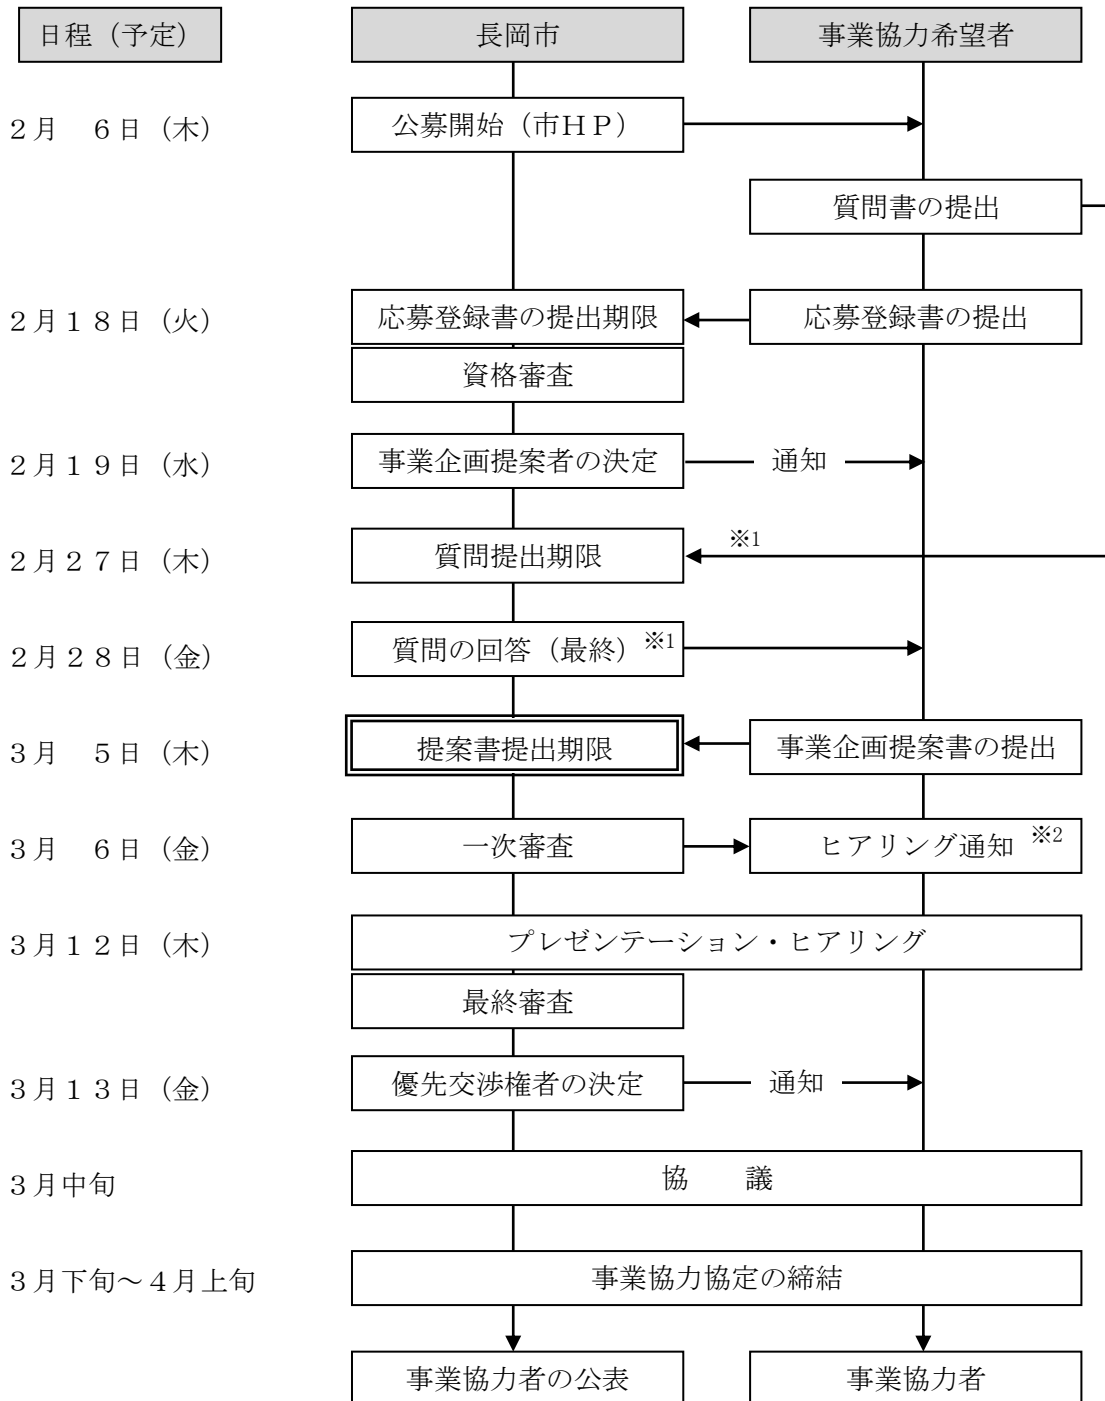 日程（予定）
長岡市
事業協力希望者
２月　６日（木）
公募開始（市ＨＰ）
質問書の提出
２月１８日（火）
応募登録書の提出期限
応募登録書の提出
資格審査
２月１９日（水）
事業企画提案者の決定
通知
２月２７日（木）
質問提出期限
※1
２月２８日（金）
質問の回答（最終）※1
３月　５日（木）
提案書提出期限
事業企画提案書の提出
３月　６日（金）
一次審査
ヒアリング通知 ※2
３月１２日（木）
プレゼンテーション・ヒアリング
最終審査
３月１３日（金）
優先交渉権者の決定
通知
３月中旬
協　　議
３月下旬～４月上旬
事業協力協定の締結
事業協力者の公表
事業協力者